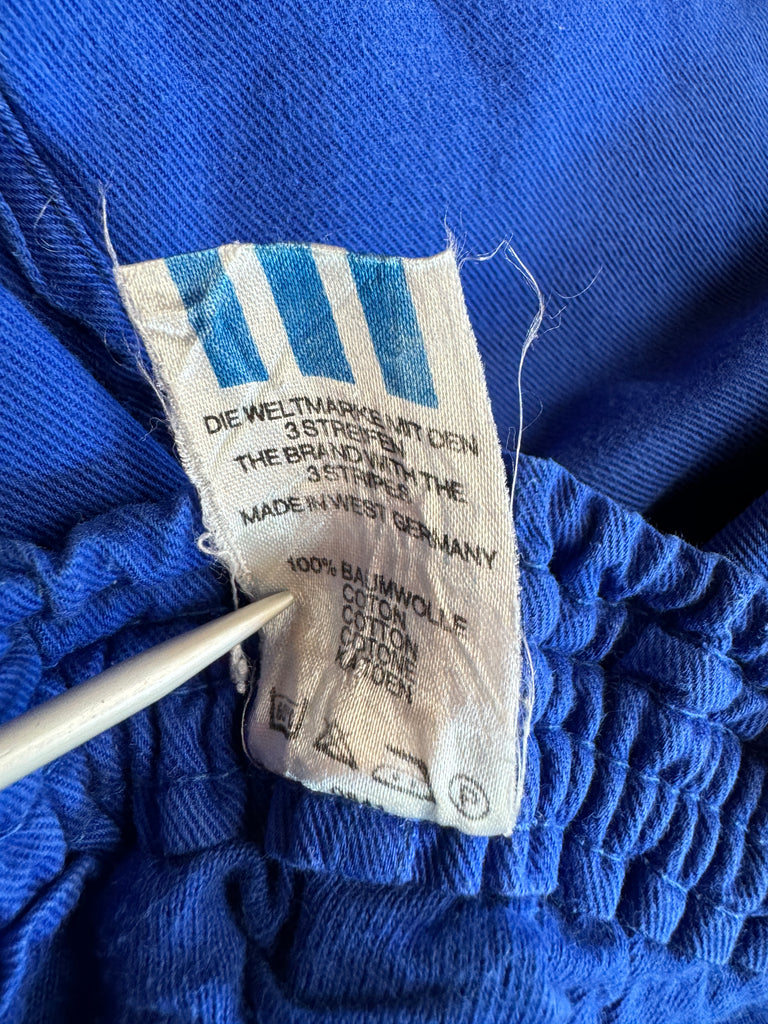 DIE WELTMARKE MIT DEN
3 STREIFEN
THE BRAND WITH THE
3 STRIPES
MADE IN WEST GERMANY
100% BAUMWOLLE
COTON
COTTON
COTONE
KATOEN
P